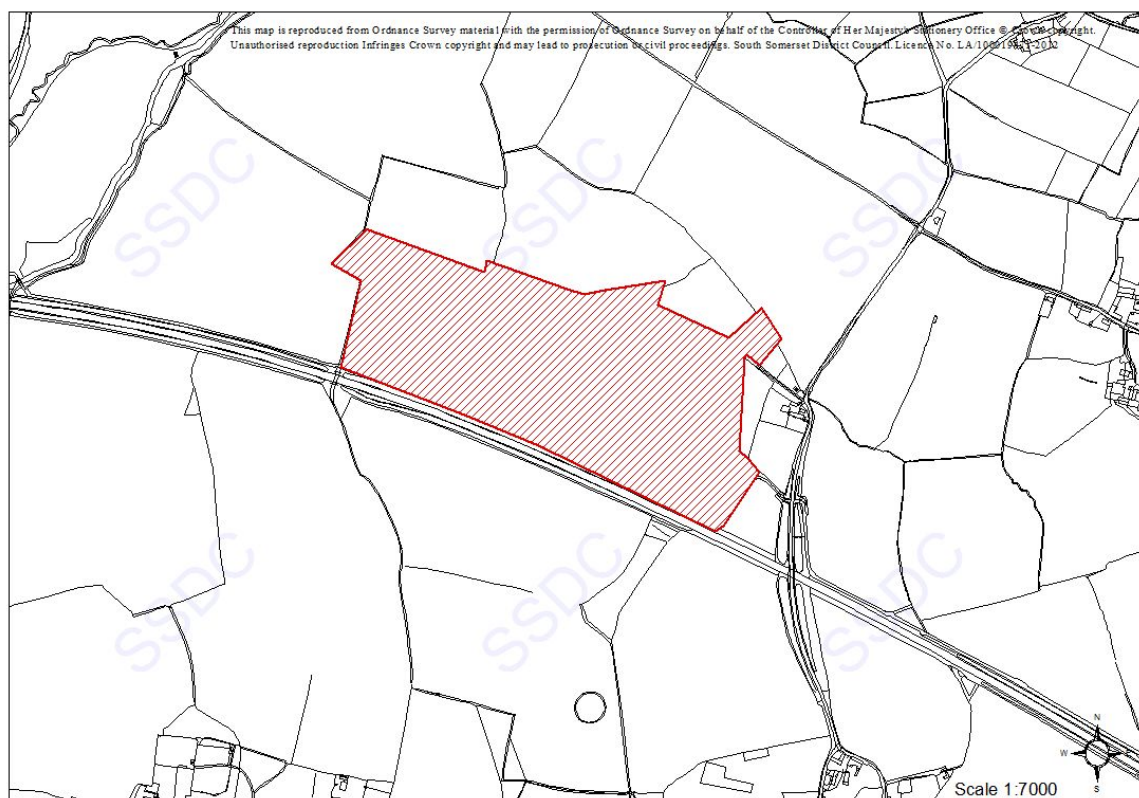 This map is reproduced from Ordnance Survey material with the permission of Ordnance Survey on behalf of the Controller of Her Majesty's Stationery Office © Crown copyright.
Unauthorised reproduction Infringes Crown copyright and may lead to prosecution or civil proceedings. South Somerset District Council. Licence No.
SSDC SSDC SSDC
SSDC SSDC SSDC
N
W
S
Scale 1:7000